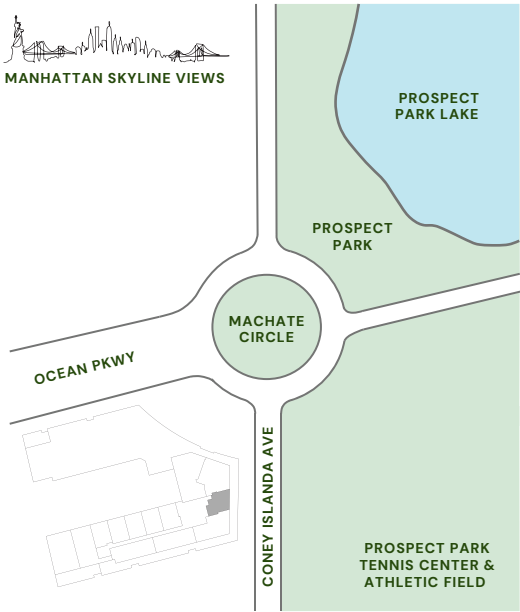 MANHATTAN SKYLINE VIEWS
PROSPECT
PARK LAKE
PROSPECT
PARK
MACHATE
CIRCLE
OCEAN PKWY
CONEY ISLANDA AVE
PROSPECT PARK
TENNIS CENTER &
ATHLETIC FIELD